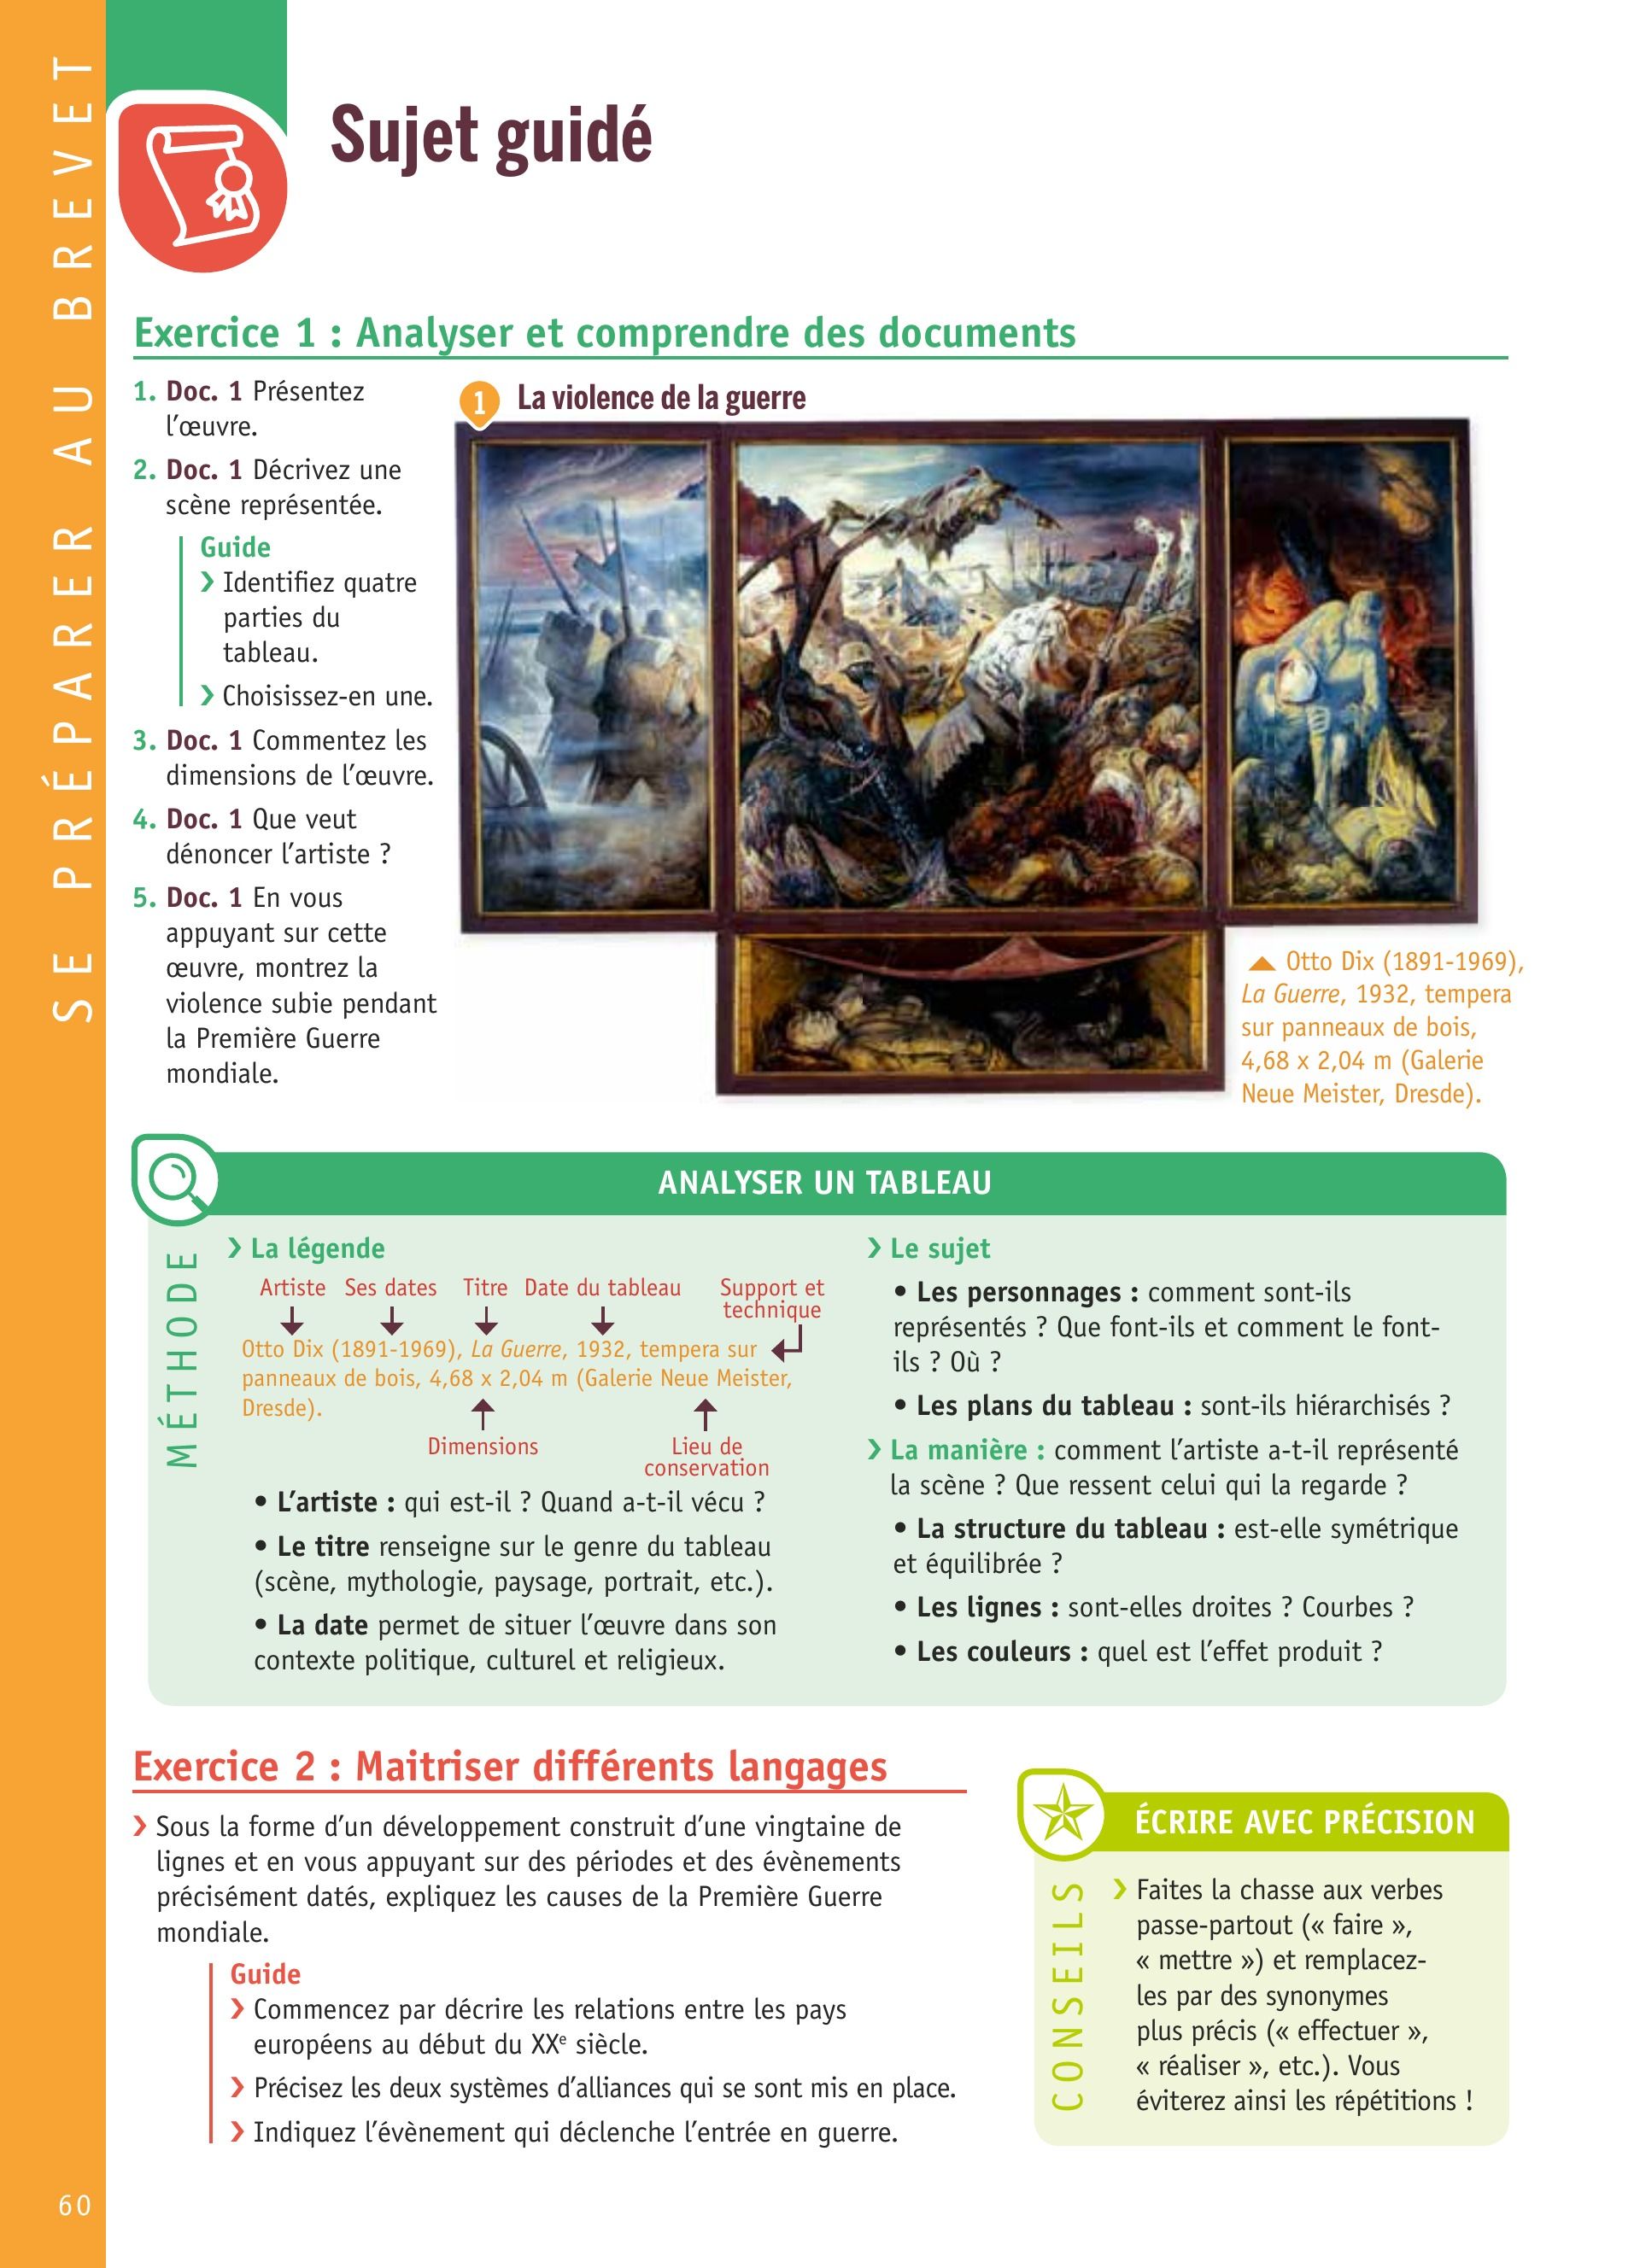 SE PRÉPARER AU BREVET
Sujet guidé
Exercice 1 : Analyser et comprendre des documents
1. Doc. 1 Présentez
l'œuvre.
2. Doc. 1 Décrivez une
scène représentée.
Guide
❯ Identifiez quatre
parties du
tableau.
❯ Choisissez-en une.
3. Doc. 1 Commentez les
dimensions de l'œuvre.
4. Doc. 1 Que veut
dénoncer l'artiste ?
5. Doc. 1 En vous
appuyant sur cette
œuvre, montrez la
violence subie pendant
la Première Guerre
mondiale.
1 La violence de la guerre
Otto Dix (1891-1969),
La Guerre, 1932, tempera
sur panneaux de bois,
4,68 x 2,04 m (Galerie
Neue Meister, Dresde).
ANALYSER UN TABLEAU
MÉTHODE
❯ La légende
Artiste Ses dates Titre Date du tableau Support et
technique
Otto Dix (1891-1969), La Guerre, 1932, tempera sur
panneaux de bois, 4,68 x 2,04 m (Galerie Neue Meister,
Dresde).
Dimensions Lieu de
conservation
• L'artiste : qui est-il ? Quand a-t-il vécu ?
• Le titre renseigne sur le genre du tableau
(scène, mythologie, paysage, portrait, etc.).
• La date permet de situer l'œuvre dans son
contexte politique, culturel et religieux.
❯ Le sujet
• Les personnages : comment sont-ils
représentés ? Que font-ils et comment le font-
ils ? Où ?
• Les plans du tableau : sont-ils hiérarchisés ?
❯ La manière : comment l'artiste a-t-il représenté
la scène ? Que ressent celui qui la regarde ?
• La structure du tableau : est-elle symétrique
et équilibrée ?
• Les lignes : sont-elles droites ? Courbes ?
• Les couleurs : quel est l'effet produit ?
Exercice 2 : Maitriser différents langages
❯ Sous la forme d'un développement construit d'une vingtaine de
lignes et en vous appuyant sur des périodes et des évènements
précisément datés, expliquez les causes de la Première Guerre
mondiale.
Guide
❯ Commencez par décrire les relations entre les pays
européens au début du XXe siècle.
❯ Précisez les deux systèmes d'alliances qui se sont mis en place.
❯ Indiquez l'évènement qui déclenche l'entrée en guerre.
ÉCRIRE AVEC PRÉCISION
CONSEILS
❯ Faites la chasse aux verbes
passe-partout (« faire »,
« mettre ») et remplacez-
les par des synonymes
plus précis (« effectuer »,
« réaliser », etc.). Vous
éviterez ainsi les répétitions !
60